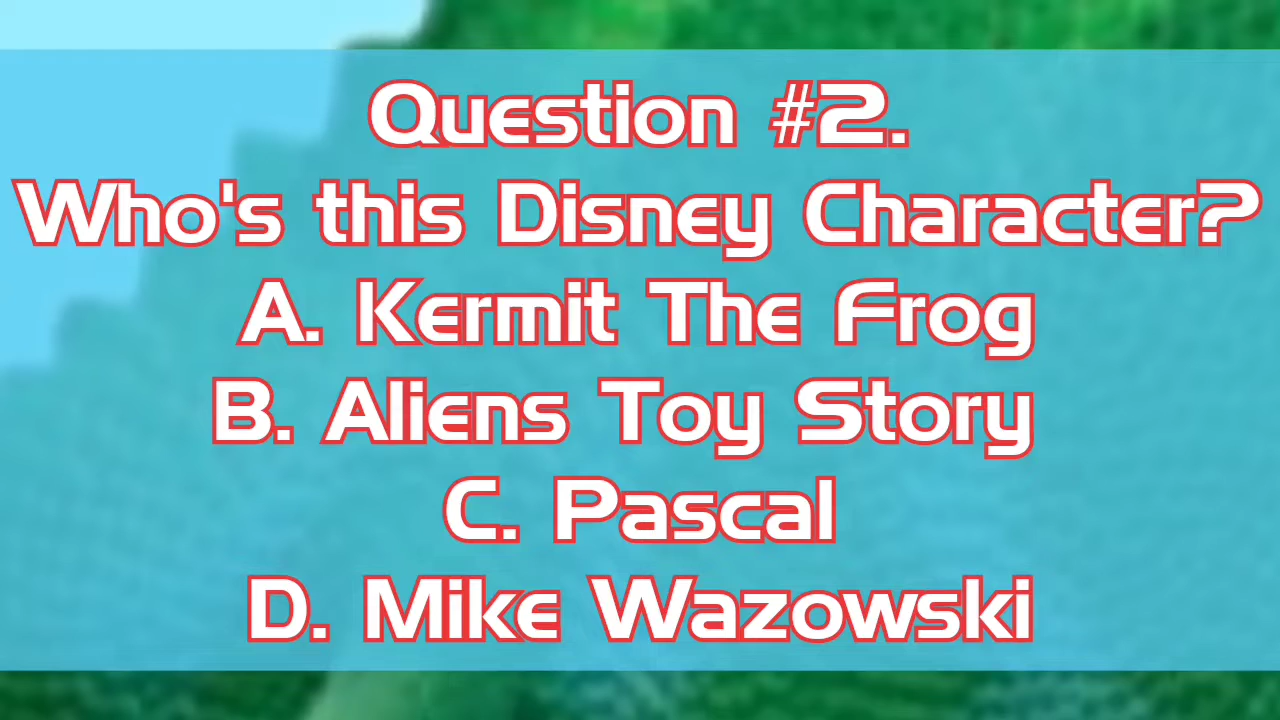 Question #2.
Who's this Disney Character?
A. Kermit The Frog
B. Aliens Toy Story
C. Pascal
D. Mike Wazowski